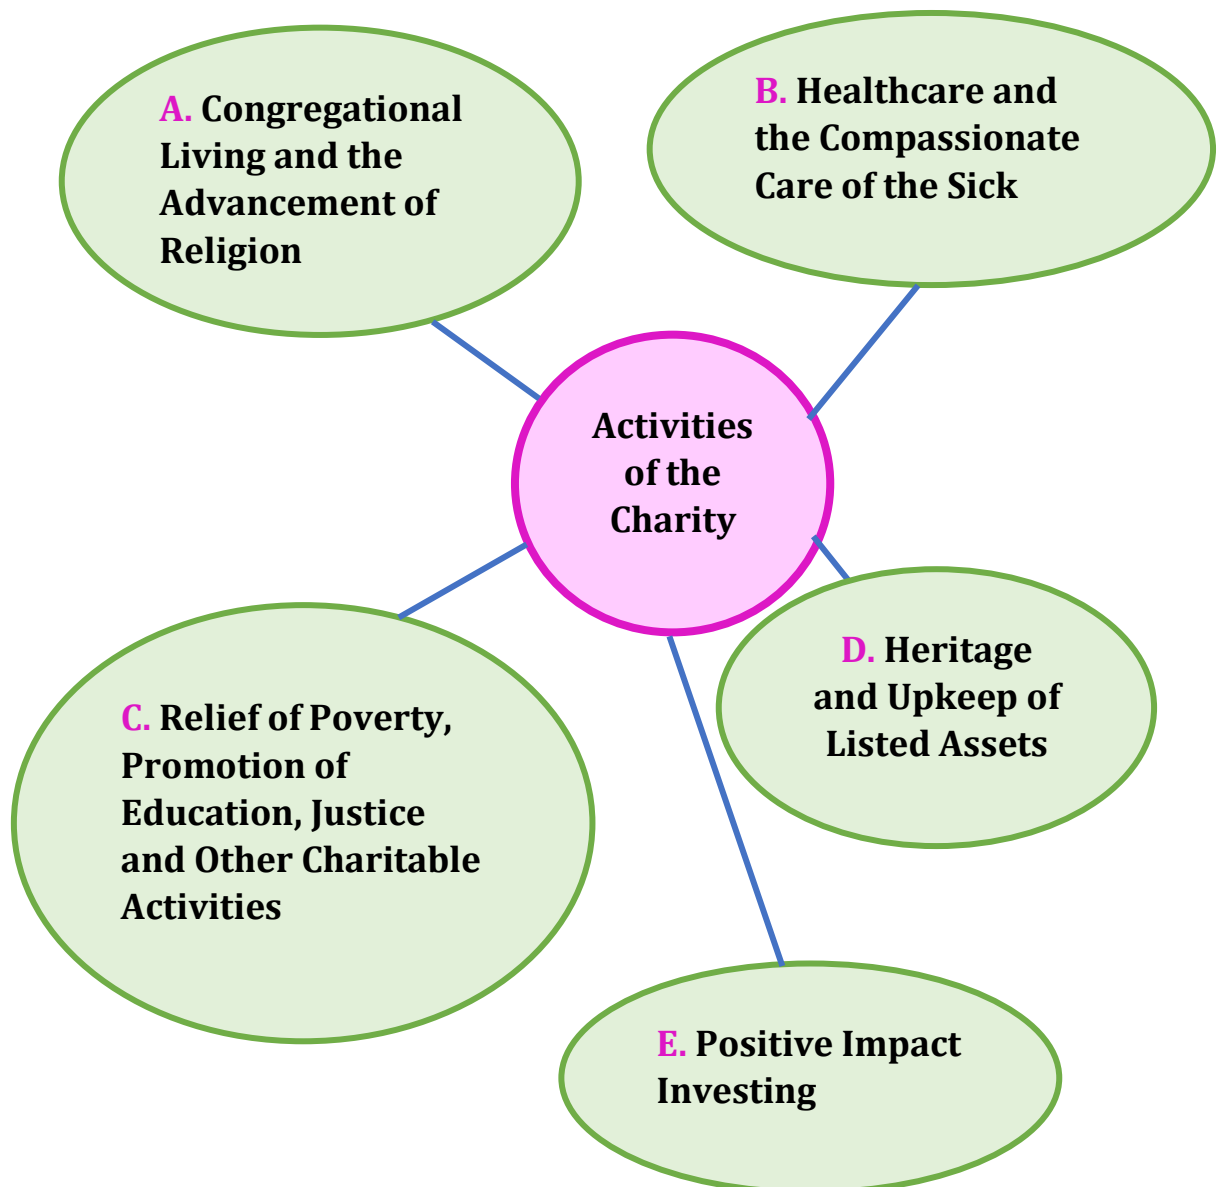 A. Congregational
Living and the
Advancement of
Religion
B. Healthcare and
the Compassionate
Care of the Sick
Activities
of the
Charity
C. Relief of Poverty,
Promotion of
Education, Justice
and Other Charitable
Activities
D. Heritage
and Upkeep of
Listed Assets
E. Positive Impact
Investing